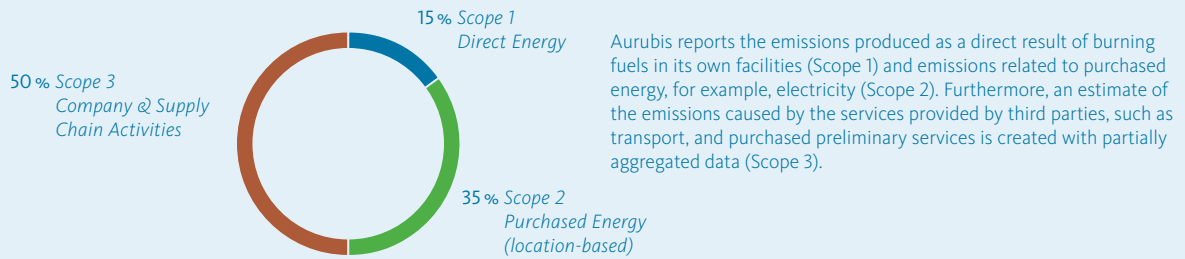 15 % Scope 1
Direct Energy
50 % Scope 3
Company & Supply
Chain Activities
35 % Scope 2
Purchased Energy
(location-based)
Aurubis reports the emissions produced as a direct result of burning
fuels in its own facilities (Scope 1) and emissions related to purchased
energy, for example, electricity (Scope 2). Furthermore, an estimate of
the emissions caused by the services provided by third parties, such as
transport, and purchased preliminary services is created with partially
aggregated data (Scope 3).